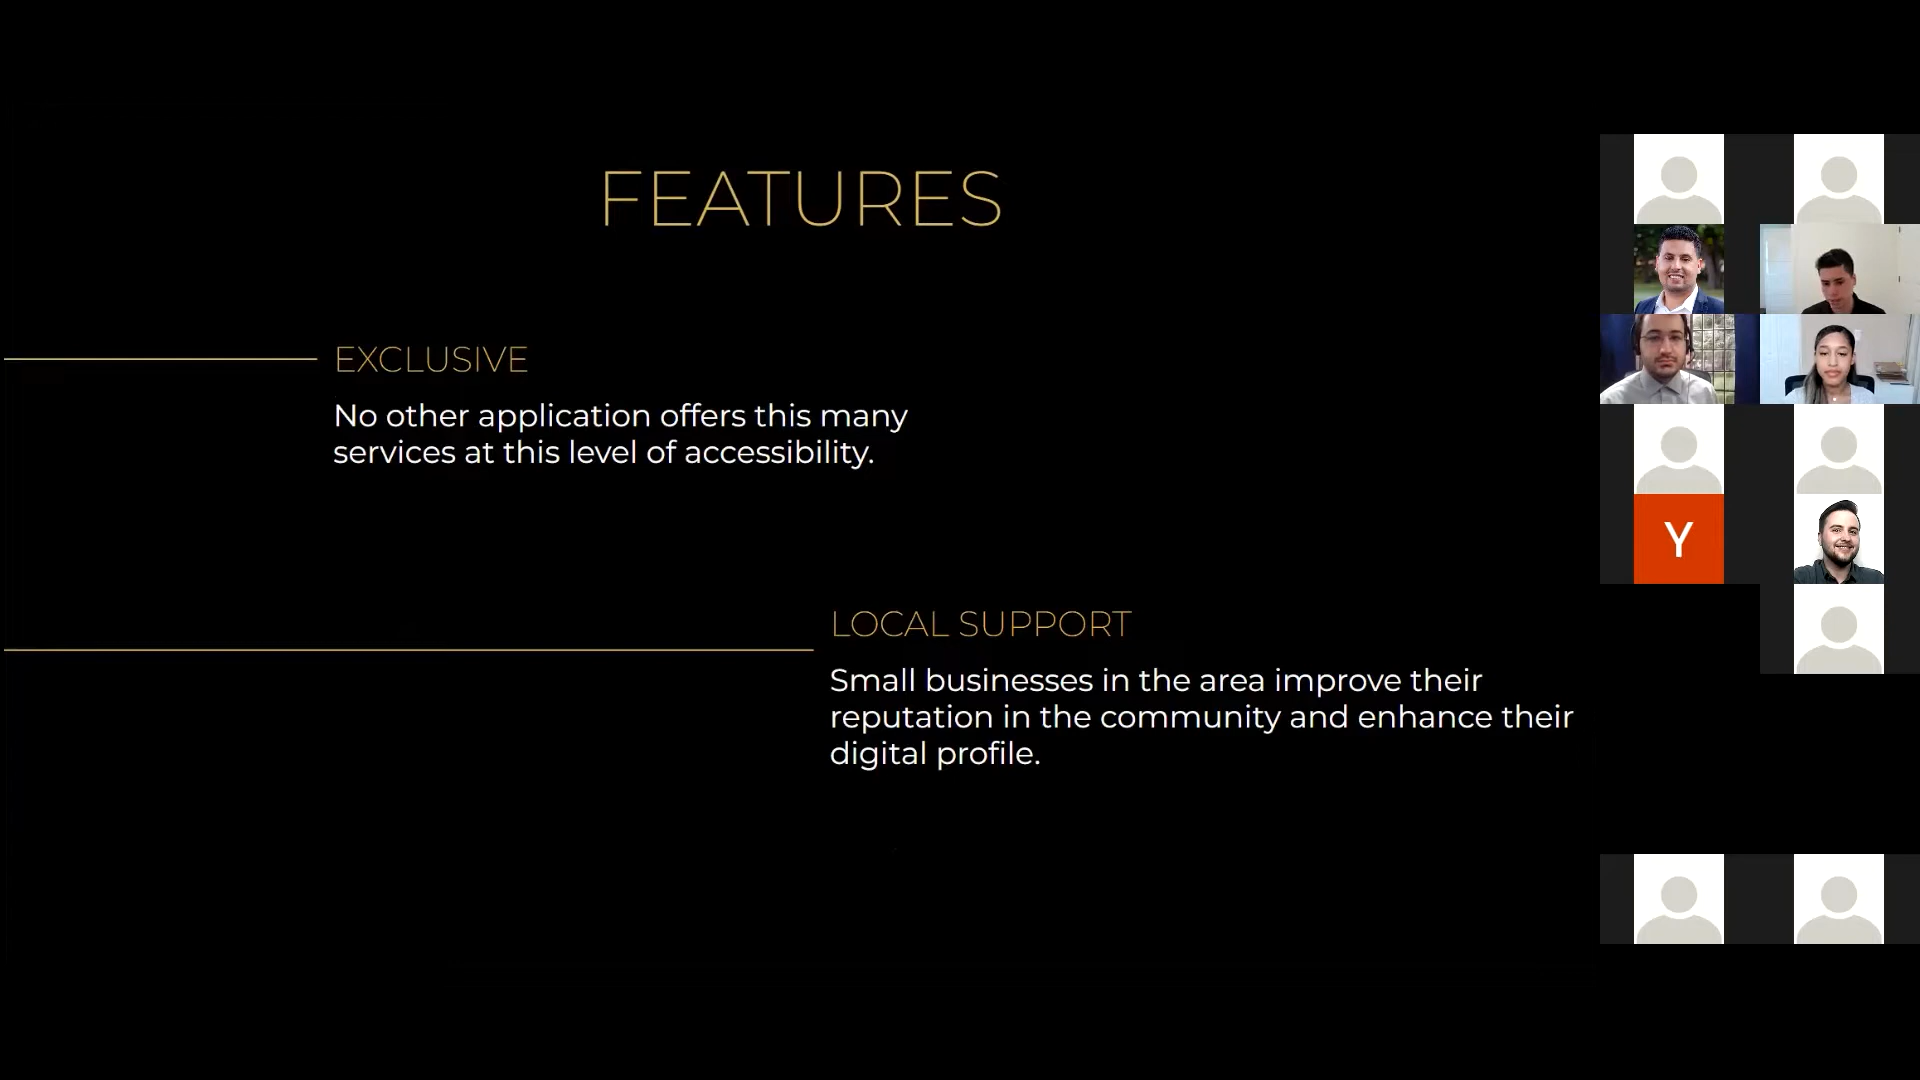 FEATURES
EXCLUSIVE
No other application offers this many
services at this level of accessibility.
LOCAL SUPPORT
Small businesses in the area improve their
reputation in the community and enhance their
digital profile.
Y